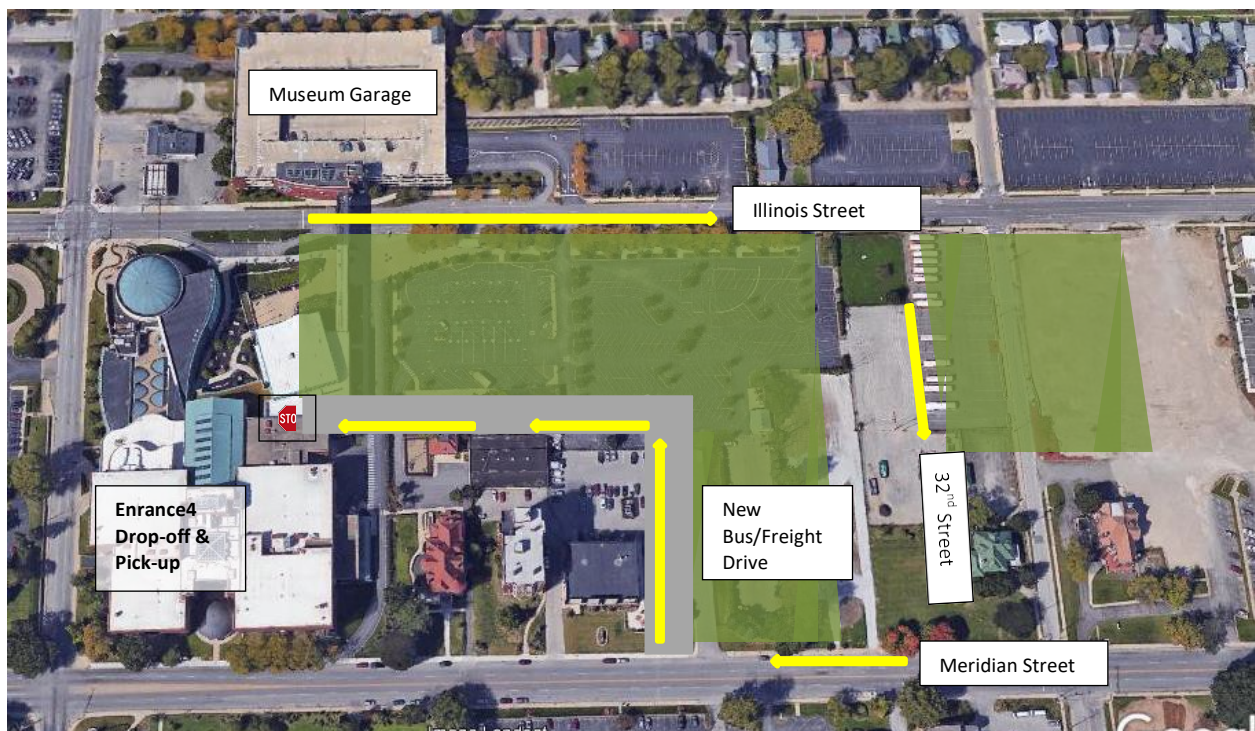 Museum Garage
Illinois Street
STO
Enrance4
Drop-off &
Pick-up
New
Bus/Freight
Drive
32nd Street
Meridian Street